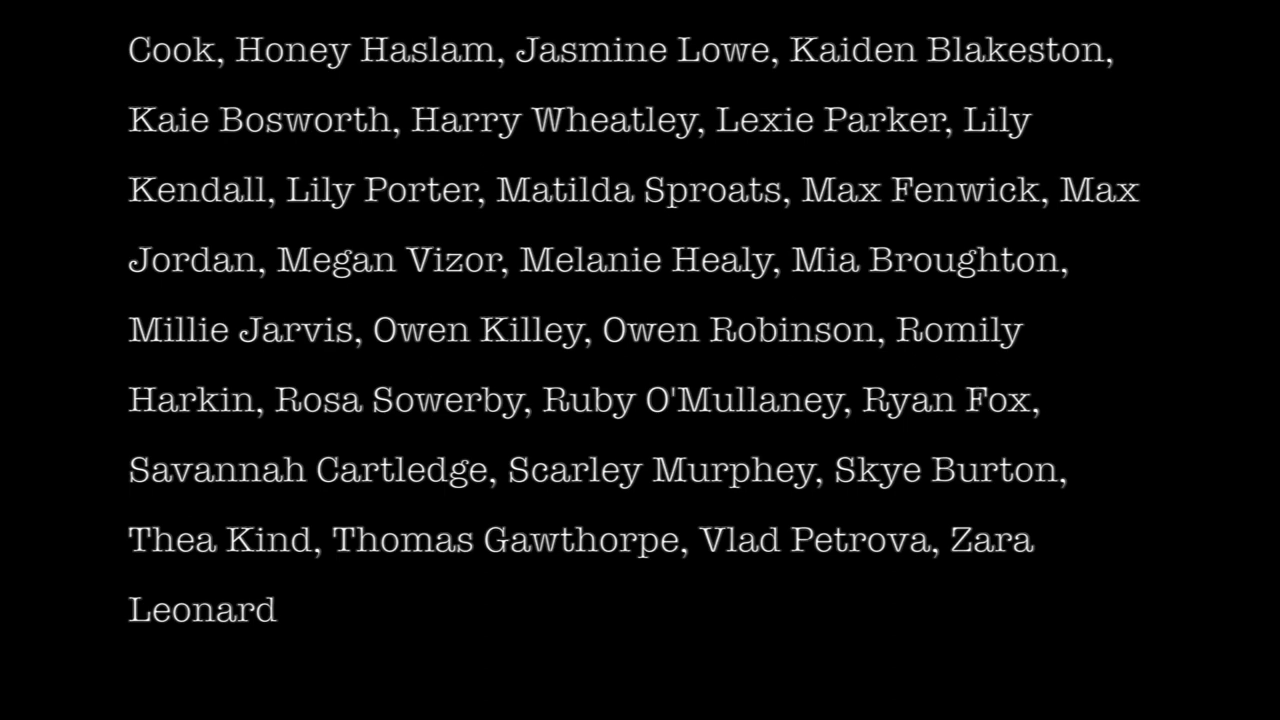 Cook, Honey Haslam, Jasmine Lowe, Kaiden Blakeston,
Kaie Bosworth, Harry Wheatley, Lexie Parker, Lily
Kendall, Lily Porter, Matilda Sproats, Max Fenwick, Max
Jordan, Megan Vizor, Melanie Healy, Mia Broughton,
Millie Jarvis, Owen Killey, Owen Robinson, Romily
Harkin, Rosa Sowerby, Ruby O'Mullaney, Ryan Fox,
Savannah Cartledge, Scarley Murphey, Skye Burton,
Thea Kind, Thomas Gawthorpe, Vlad Petrova, Zara
Leonard